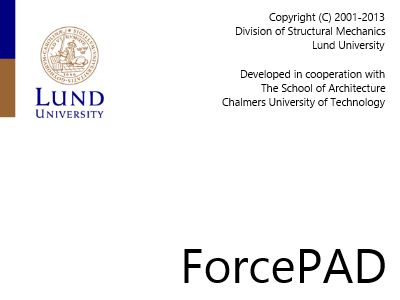 Copyright (C) 2001-2013
Division of Structural Mechanics
Lund University
Developed in cooperation with
The School of Architecture
Chalmers University of Technology
LUND
UNIVERSITY
ForcePAD